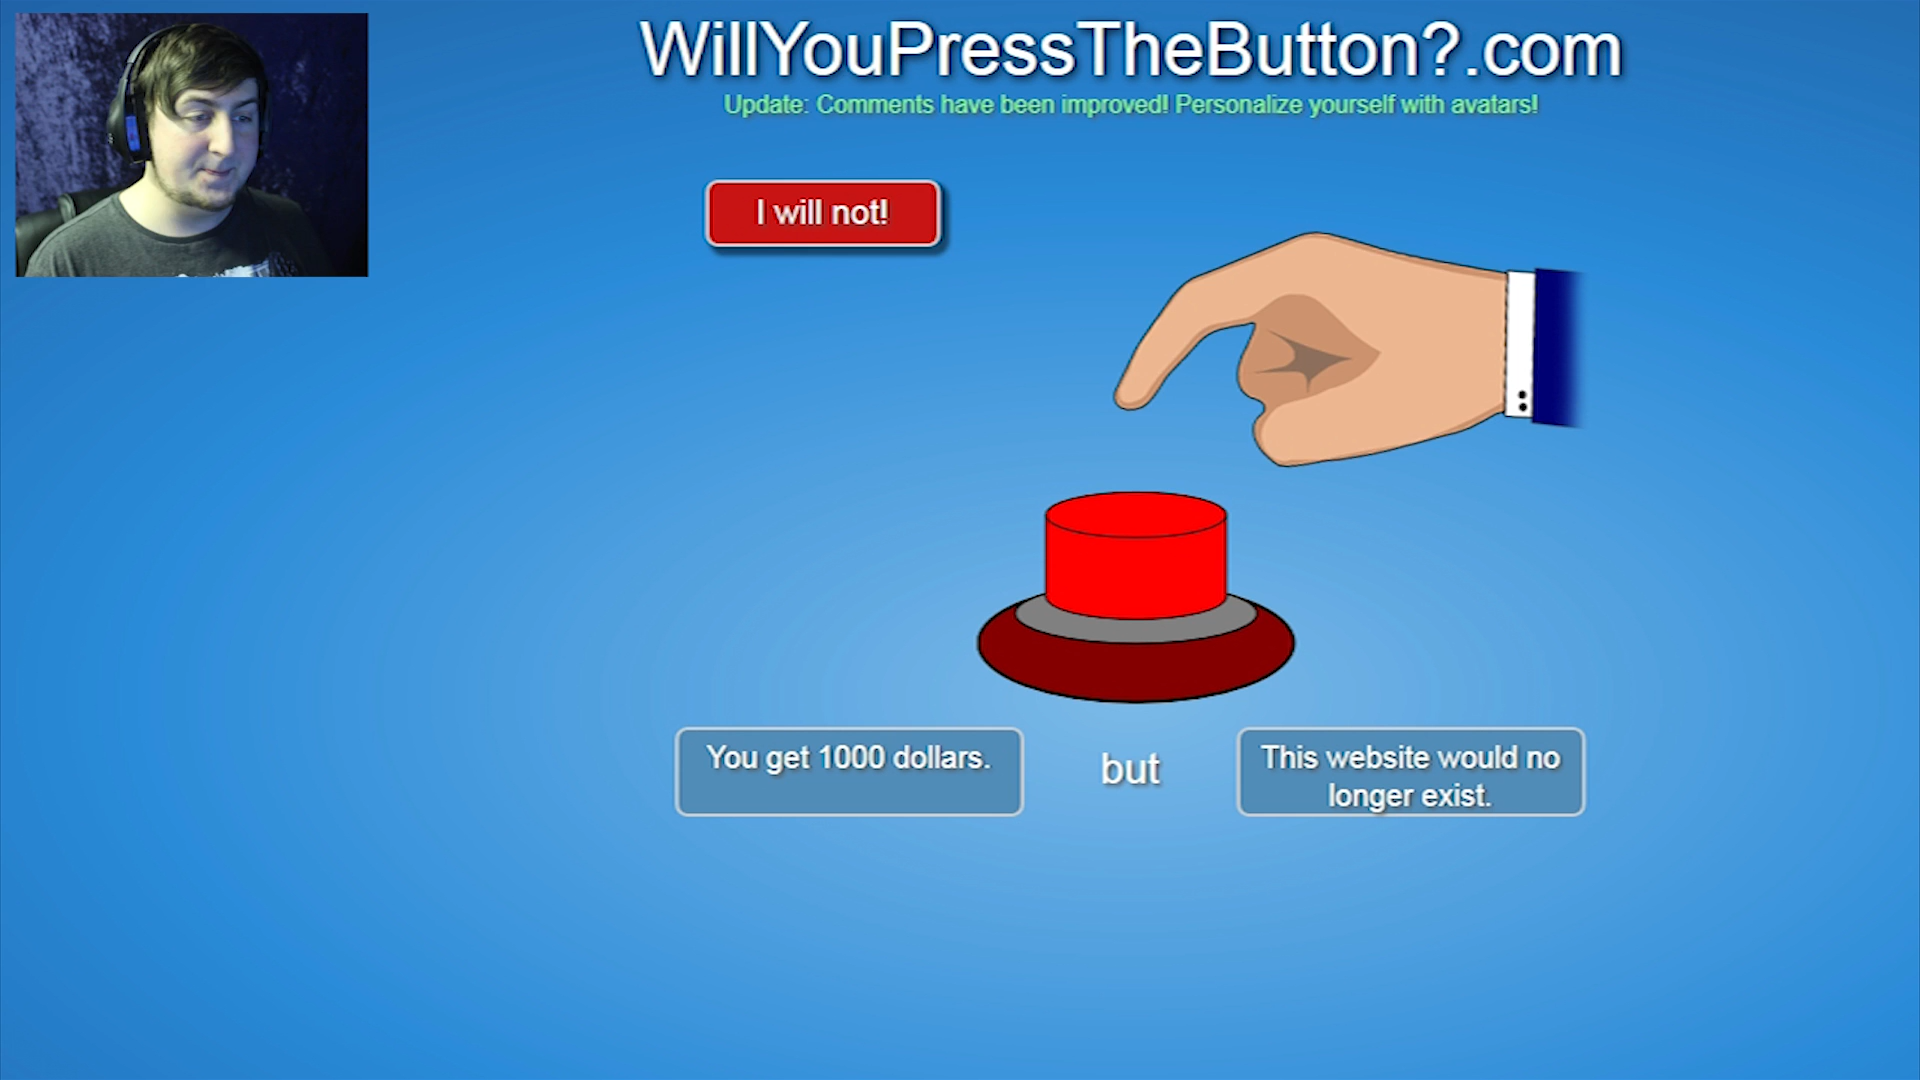 WillYouPressTheButton?.com
Update: Comments have been improved! Personalize yourself with avatars!
I will not!
You get 1000 dollars.
but
This website would no
longer exist.